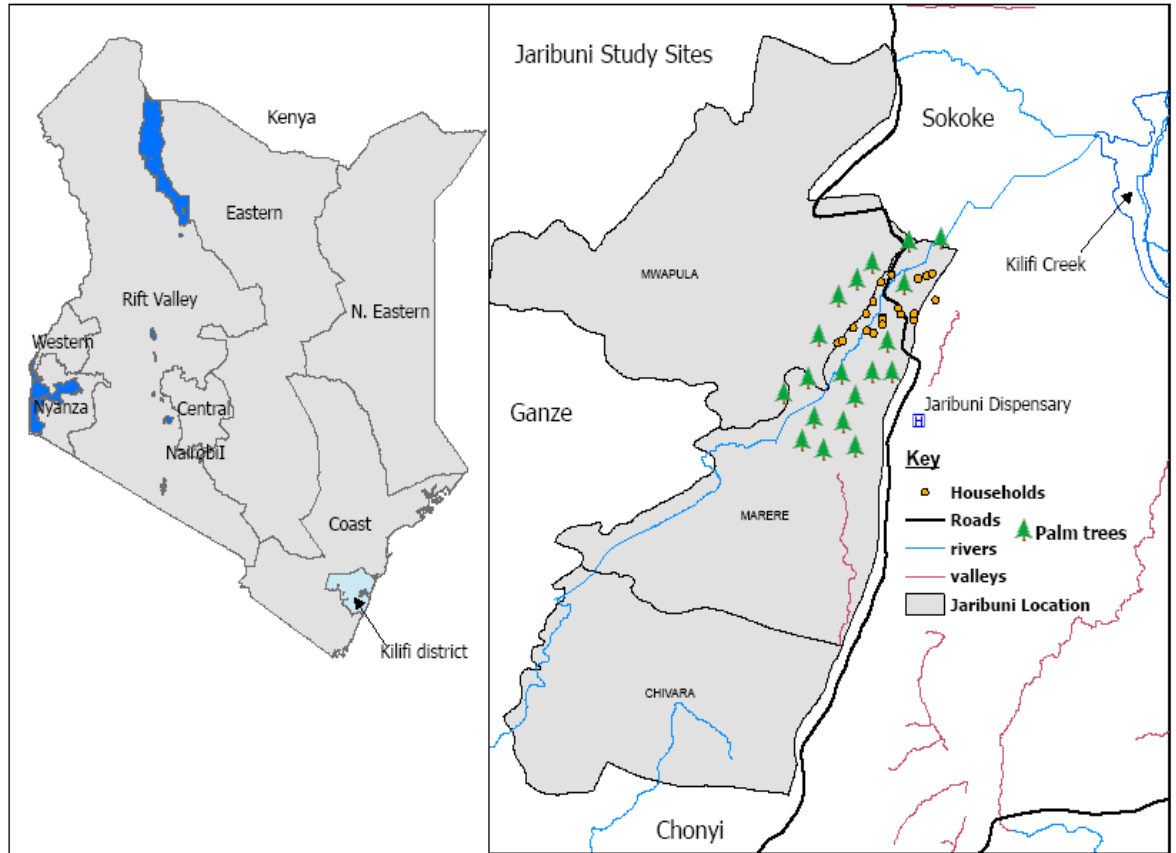 Kenya
Eastern
Rift Valley
N. Eastern
Western
Nyanza
Central
NairobI
Coast
Kilifi district
Jaribuni Study Sites
Sokoke
Kilifi Creek
MWAPULA
Ganze
Jaribuni Dispensary
H
Key
Households
Roads
Palm trees
rivers
valleys
Jaribuni Location
MARERE
CHIVARA
Chonyi